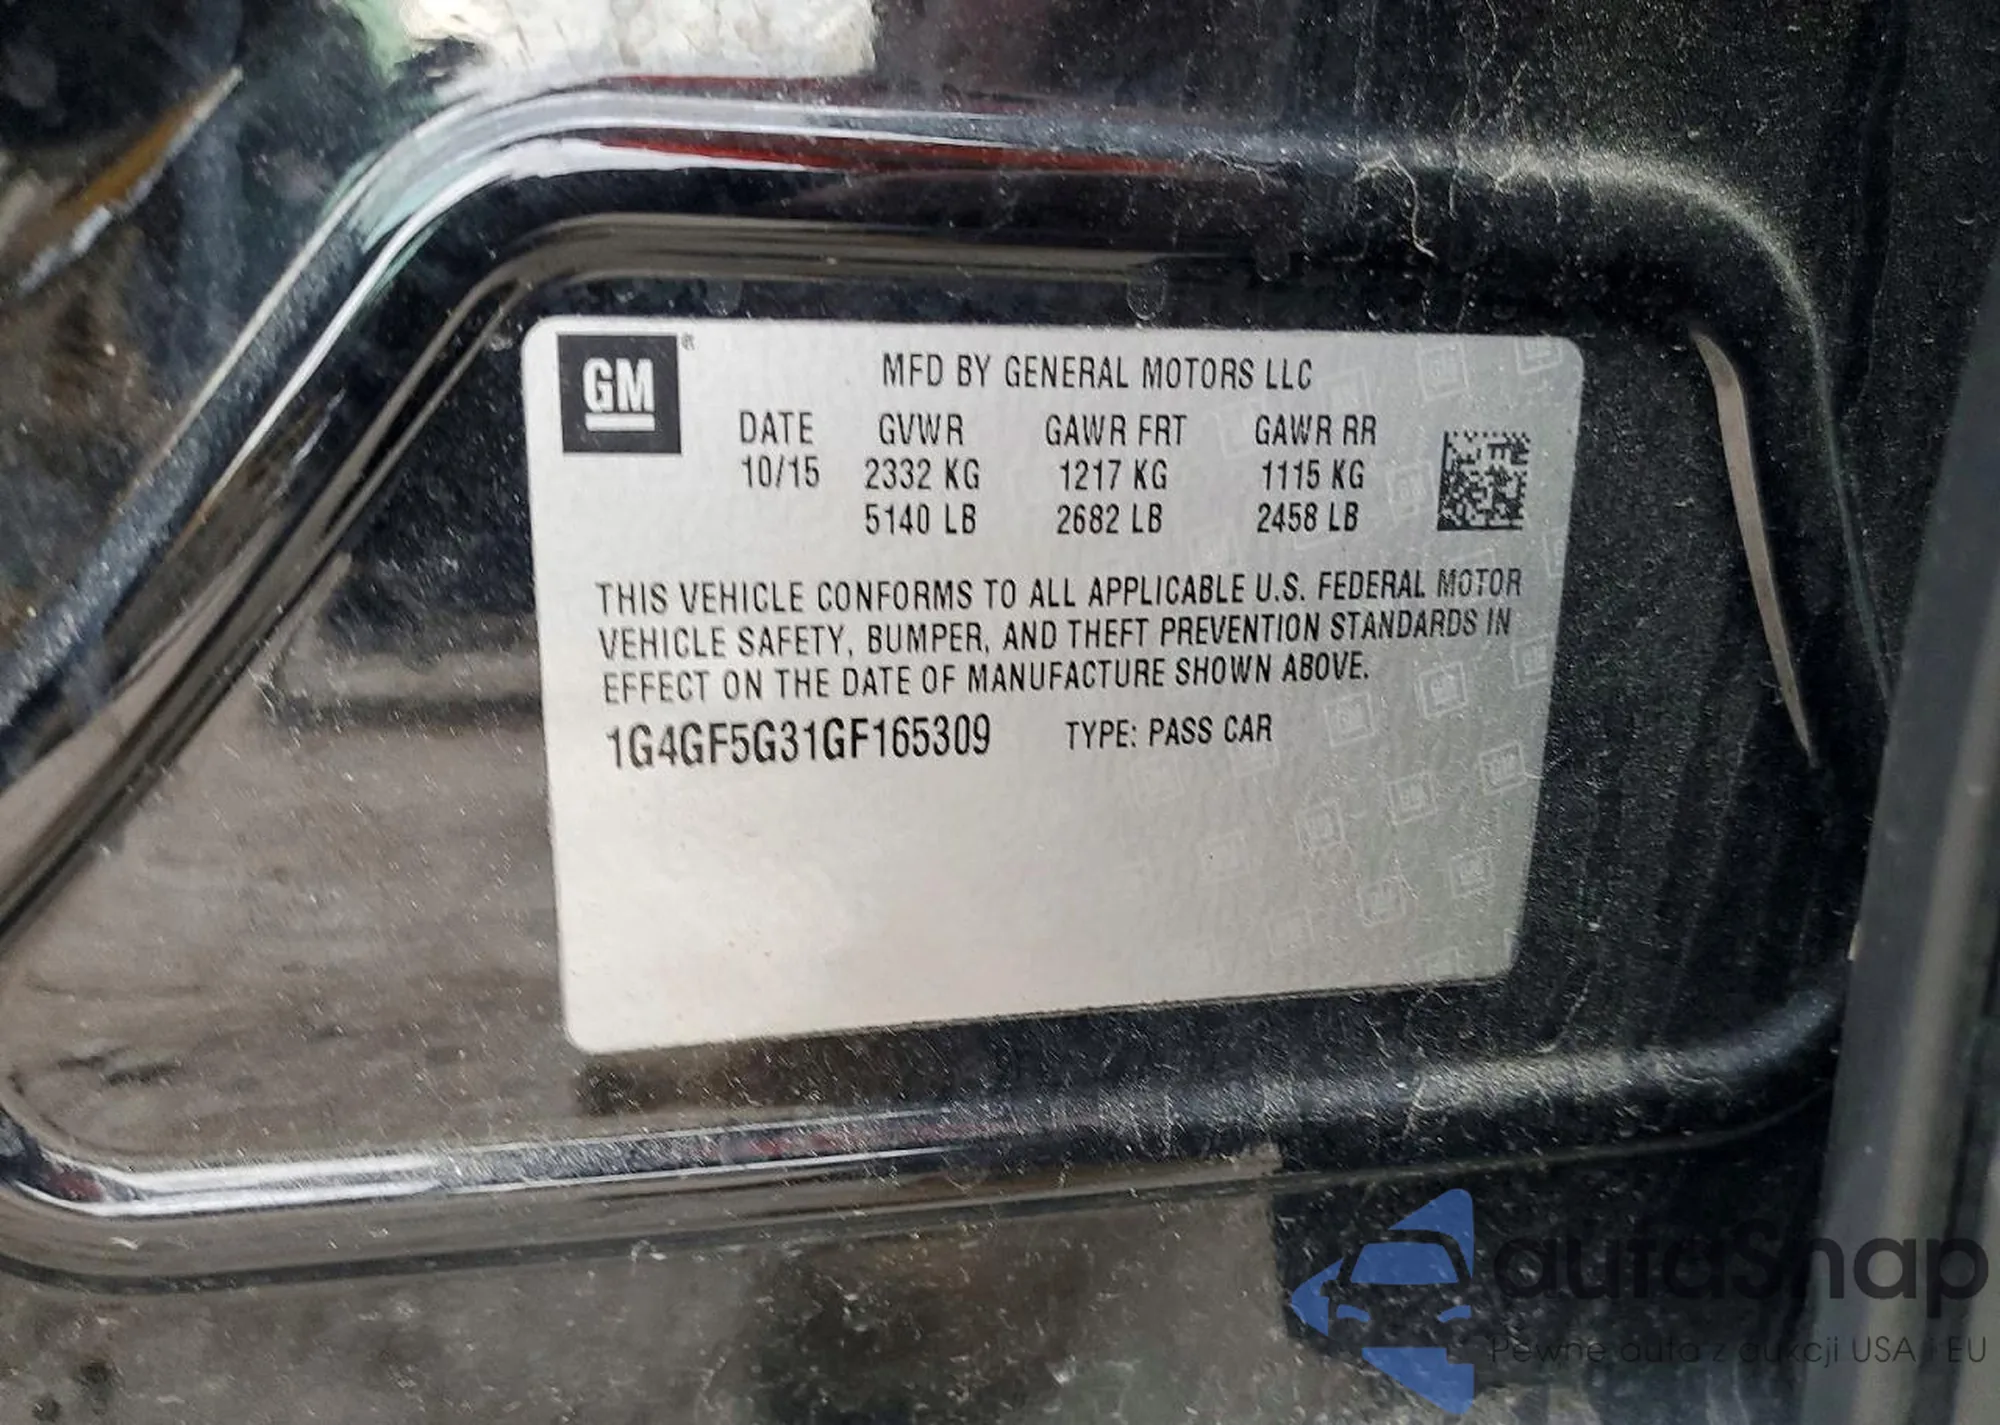 GM ®
MFD BY GENERAL MOTORS LLC
DATE GVWR GAWR FRT GAWR RR
10/15 2332 KG 1217 KG 1115 KG
5140 LB 2682 LB 2458 LB
THIS VEHICLE CONFORMS TO ALL APPLICABLE U.S. FEDERAL MOTOR
VEHICLE SAFETY, BUMPER, AND THEFT PREVENTION STANDARDS IN
EFFECT ON THE DATE OF MANUFACTURE SHOWN ABOVE.
1G4GF5G31GF165309 TYPE: PASS CAR
autaSnap
Pewne auta z aukcji USA i EU